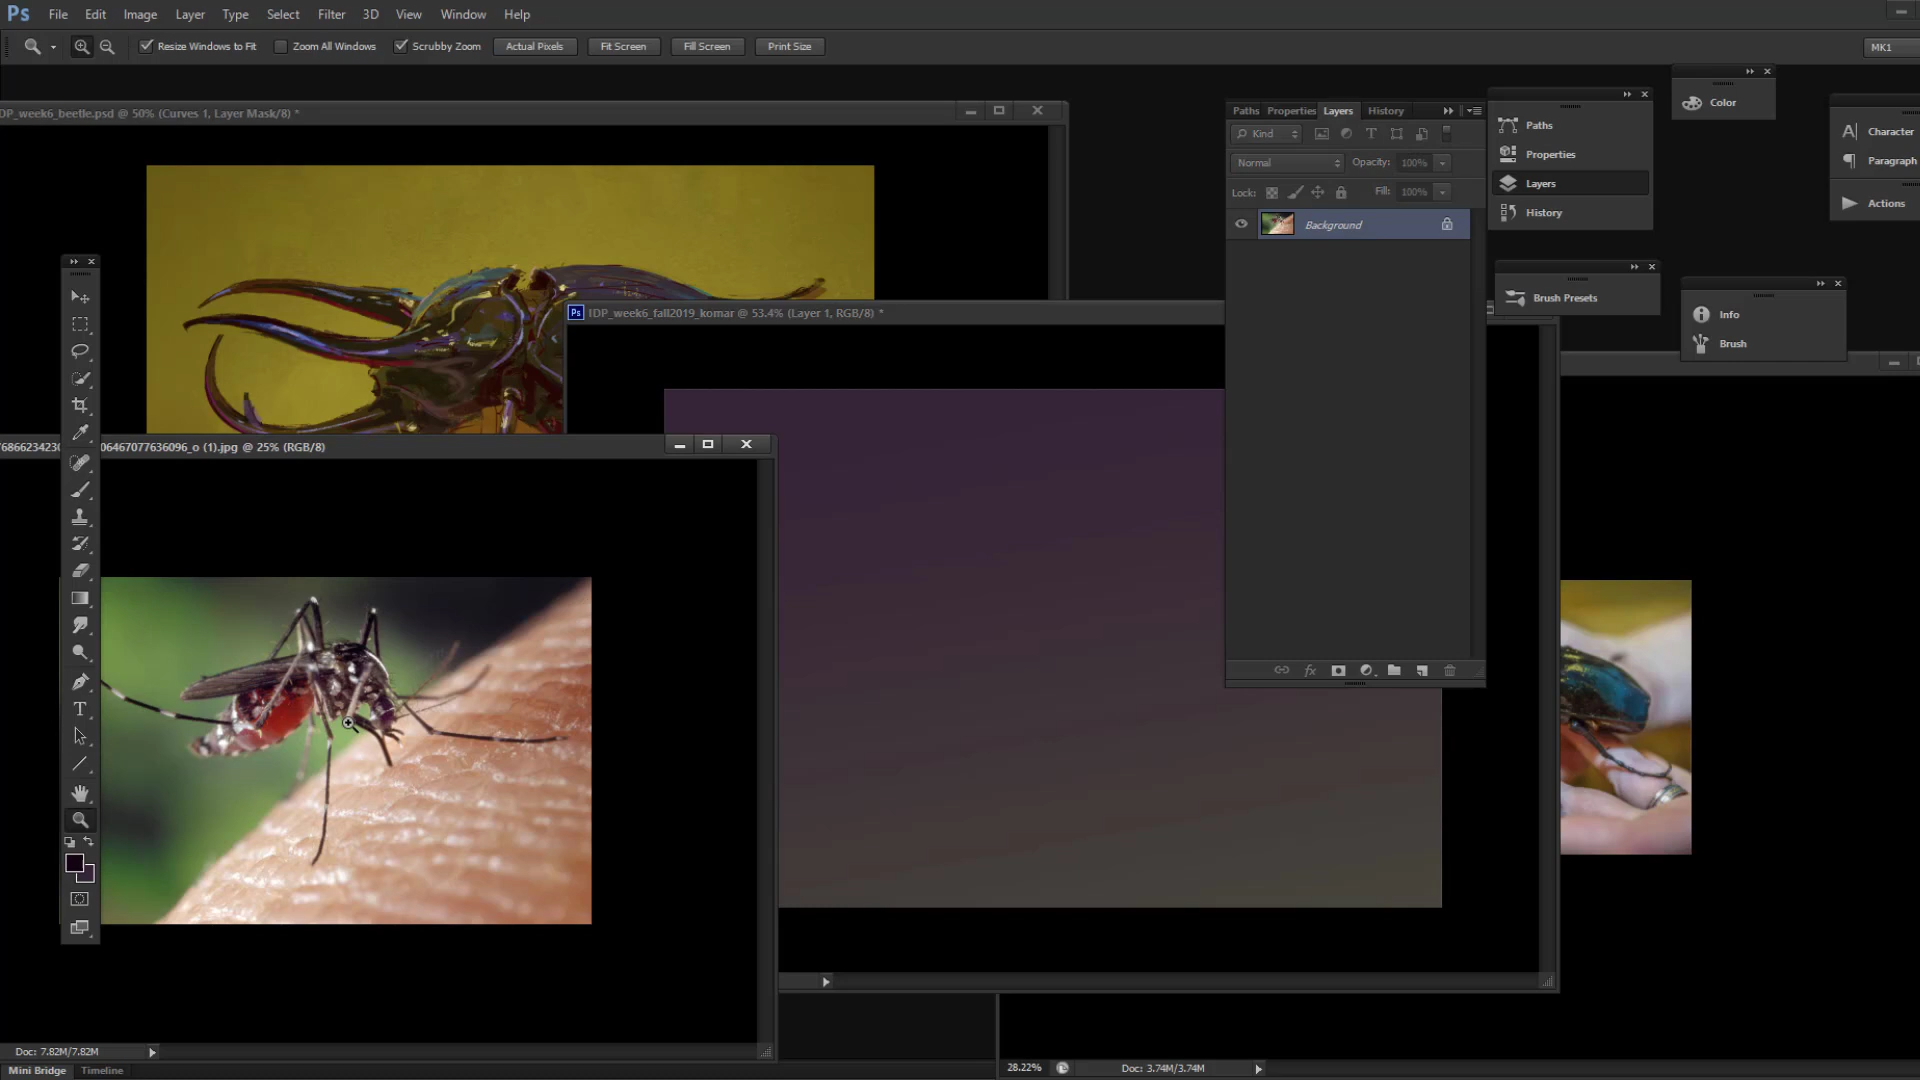 Ps File Edit Image Layer Type Select Filter 3D View Window Help
Resize Windows to Fit Zoom All Windows Scrubby Zoom Actual Pixels Fit Screen Fill Screen Print Size MK1
DP_week6_beetle.psd @ 50% (Curves 1, Layer Mask/8) *
Paths Properties Layers History
Kind
Normal Opacity: 100%
Lock: Fill: 100%
Background
fx
Paths
Properties
Layers
History
Color
Character
Paragraph
Actions
Brush Presets
Info
Brush
Ps IDP_week6_fall2019_komar @ 53.4% (Layer 1, RGB/8) *
06467077636096_o (1).jpg @ 25% (RGB/8)
Doc: 7.82M/7.82M
28.22% Doc: 3.74M/3.74M
Mini Bridge Timeline